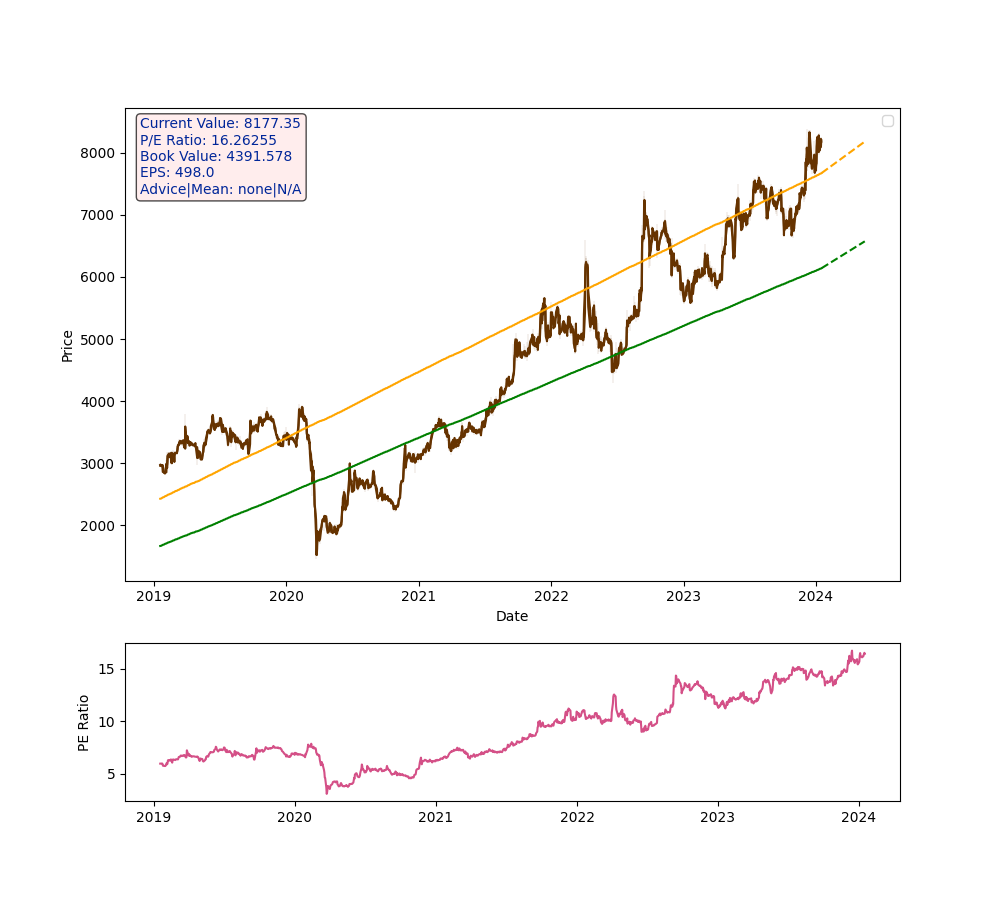 Current Value: 8177.35
P/E Ratio: 16.26255
Book Value: 4391.578
EPS: 498.0
Advice|Mean: none|N/A
8000
7000
6000
5000
4000
3000
2000
Price
2019 2020 2021 2022 2023 2024
Date
15
10
5
PE Ratio
2019 2020 2021 2022 2023 2024